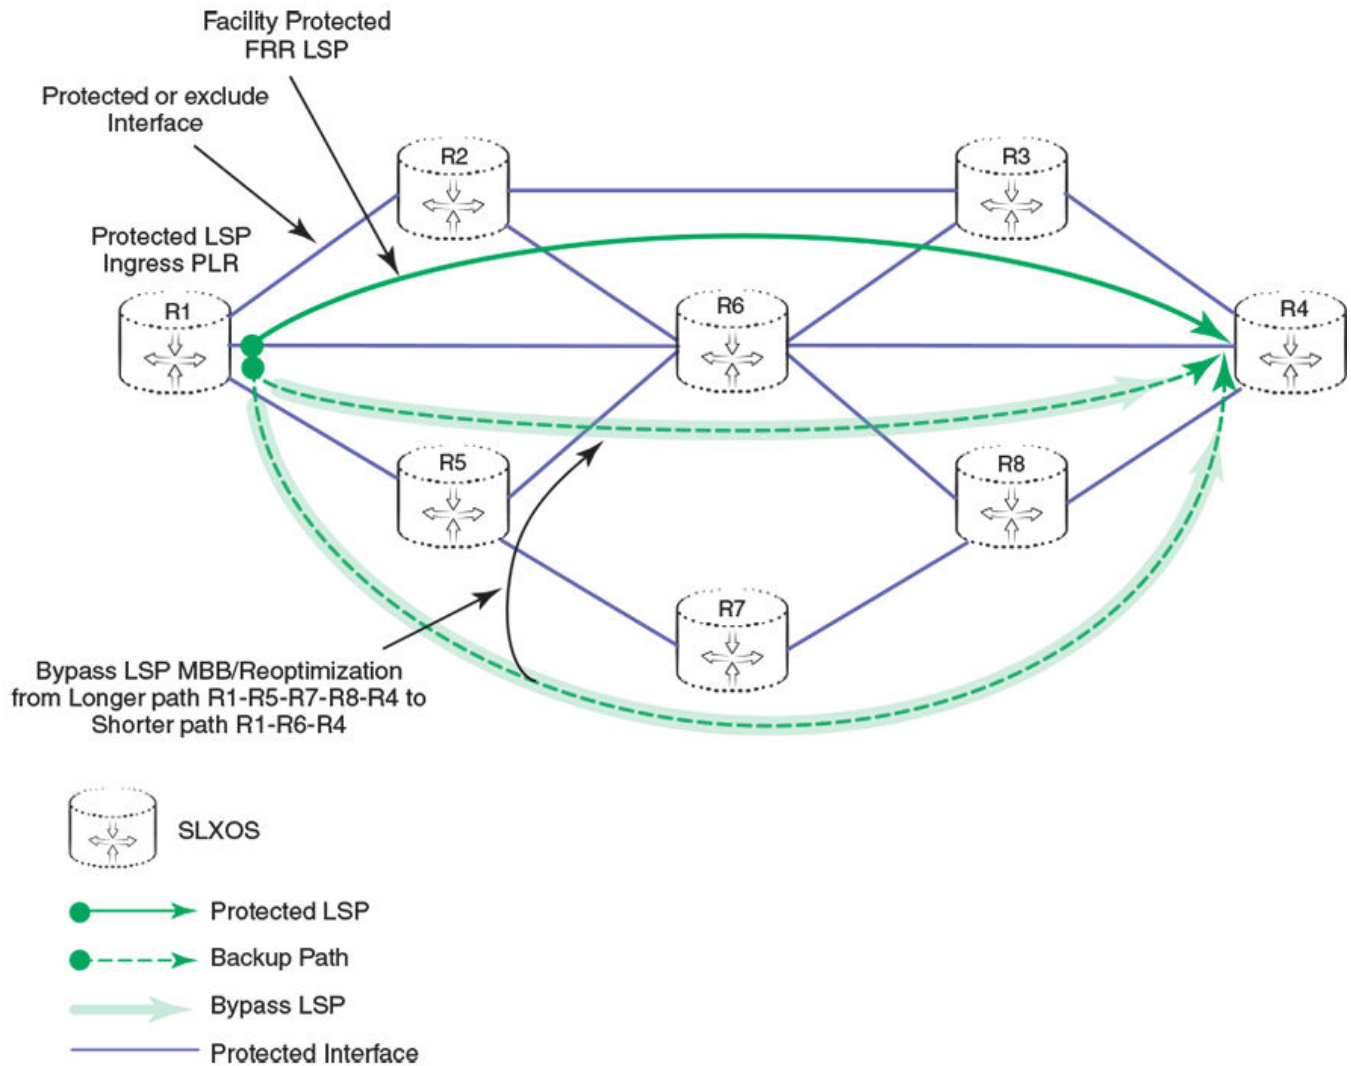 Facility Protected
FRR LSP
Protected or exclude
Interface
R2
R3
Protected LSP
Ingress PLR
R1
R6
R4
R5
R8
R7
Bypass LSP MBB/Reoptimization
from Longer path R1-R5-R7-R8-R4 to
Shorter path R1-R6-R4
SLXOS
Protected LSP
Backup Path
Bypass LSP
Protected Interface